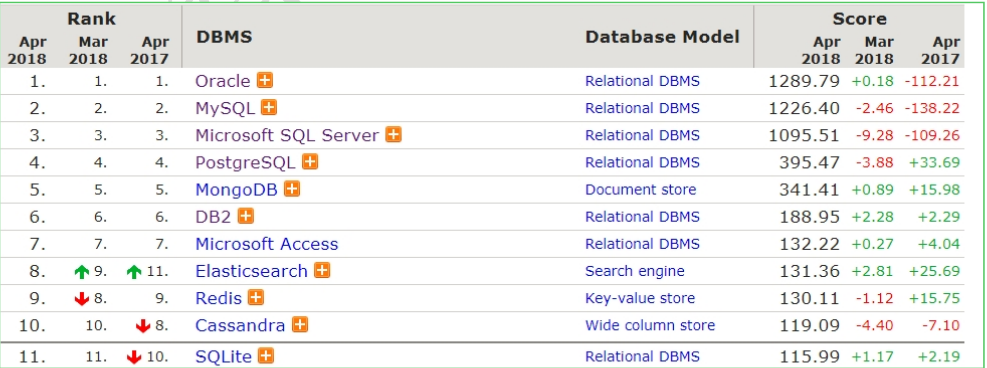 Rank Score
Apr Mar Apr DBMS Database Model Apr Mar Apr
2018 2018 2017 2018 2018 2017
1. 1. 1. Oracle + Relational DBMS 1289.79 +0.18 -112.21
2. 2. 2. MySQL + Relational DBMS 1226.40 -2.46 -138.22
3. 3. 3. Microsoft SQL Server + Relational DBMS 1095.51 -9.28 -109.26
4. 4. 4. PostgreSQL + Relational DBMS 395.47 -3.88 +33.69
5. 5. 5. MongoDB + Document store 341.41 +0.89 +15.98
6. 6. 6. DB2 + Relational DBMS 188.95 +2.28 +2.29
7. 7. 7. Microsoft Access Relational DBMS 132.22 +0.27 +4.04
8. 9. 11. Elasticsearch + Search engine 131.36 +2.81 +25.69
9. 8. 9. Redis + Key-value store 130.11 -1.12 +15.75
10. 10. 8. Cassandra + Wide column store 119.09 -4.40 -7.10
11. 11. 10. SQLite + Relational DBMS 115.99 +1.17 +2.19